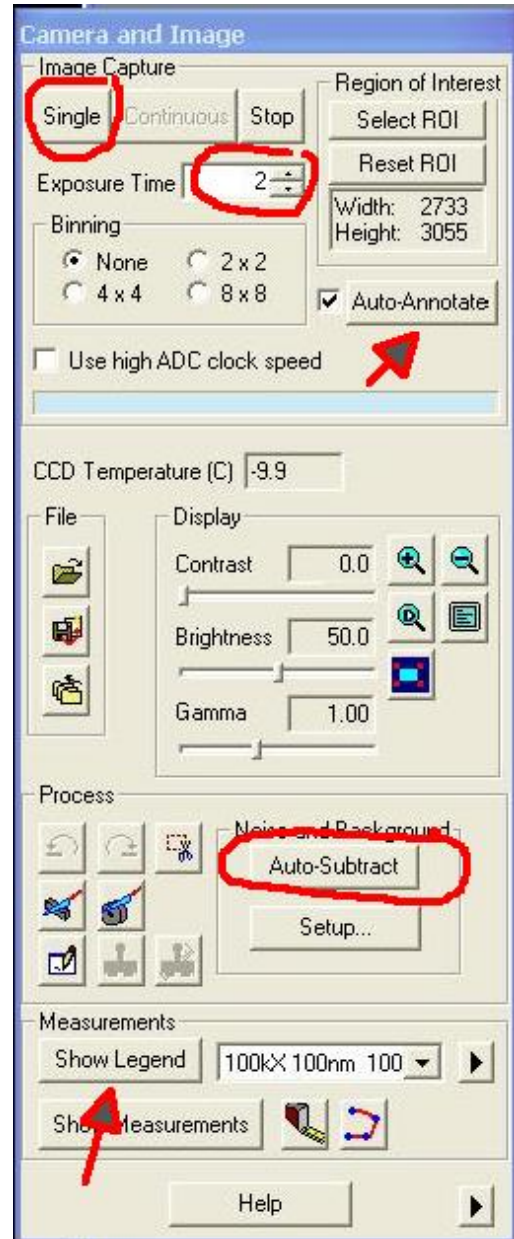 Camera and Image
Image Capture
Single Continuous Stop
Exposure Time 2
Binning
None 2 x 2
4 x 4 8 x 8
Region of Interest
Select ROI
Reset ROI
Width: 2733
Height: 3055
Auto-Annotate
Use high ADC clock speed
CCD Temperature (C) -9.9
File
Display
Contrast 0.0
Brightness 50.0
Gamma 1.00
Process
Noise and Background
Auto-Subtract
Setup...
Measurements
Show Legend 100kX 100nm 100
Show Measurements
Help